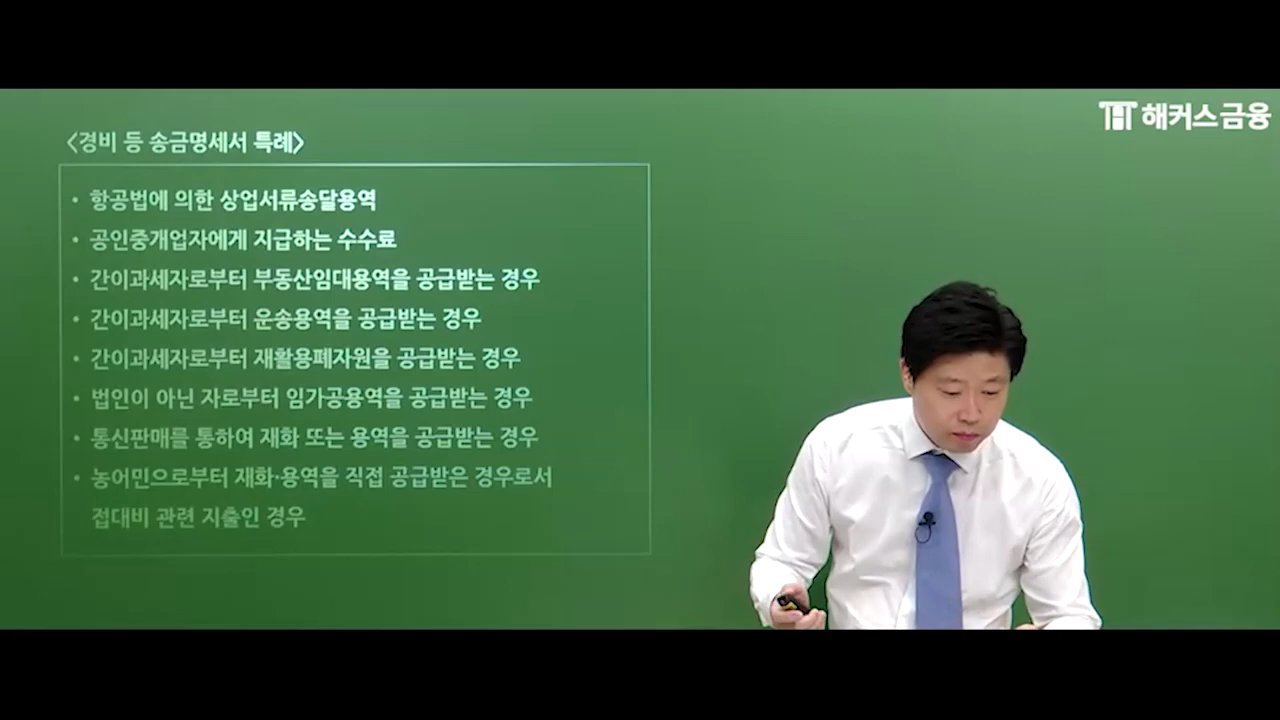 해커스금융
<경비 등 송금명세서 특례>
• 항공법에 의한 상업서류송달용역
• 공인중개업자에게 지급하는 수수료
• 간이과세자로부터 부동산임대용역을 공급받는 경우
• 간이과세자로부터 운송용역을 공급받는 경우
• 간이과세자로부터 재활용폐자원을 공급받는 경우
• 법인이 아닌 자로부터 임가공용역을 공급받는 경우
• 통신판매를 통하여 재화 또는 용역을 공급받는 경우
• 농어민으로부터 재화·용역을 직접 공급받은 경우로서
접대비 관련 지출인 경우